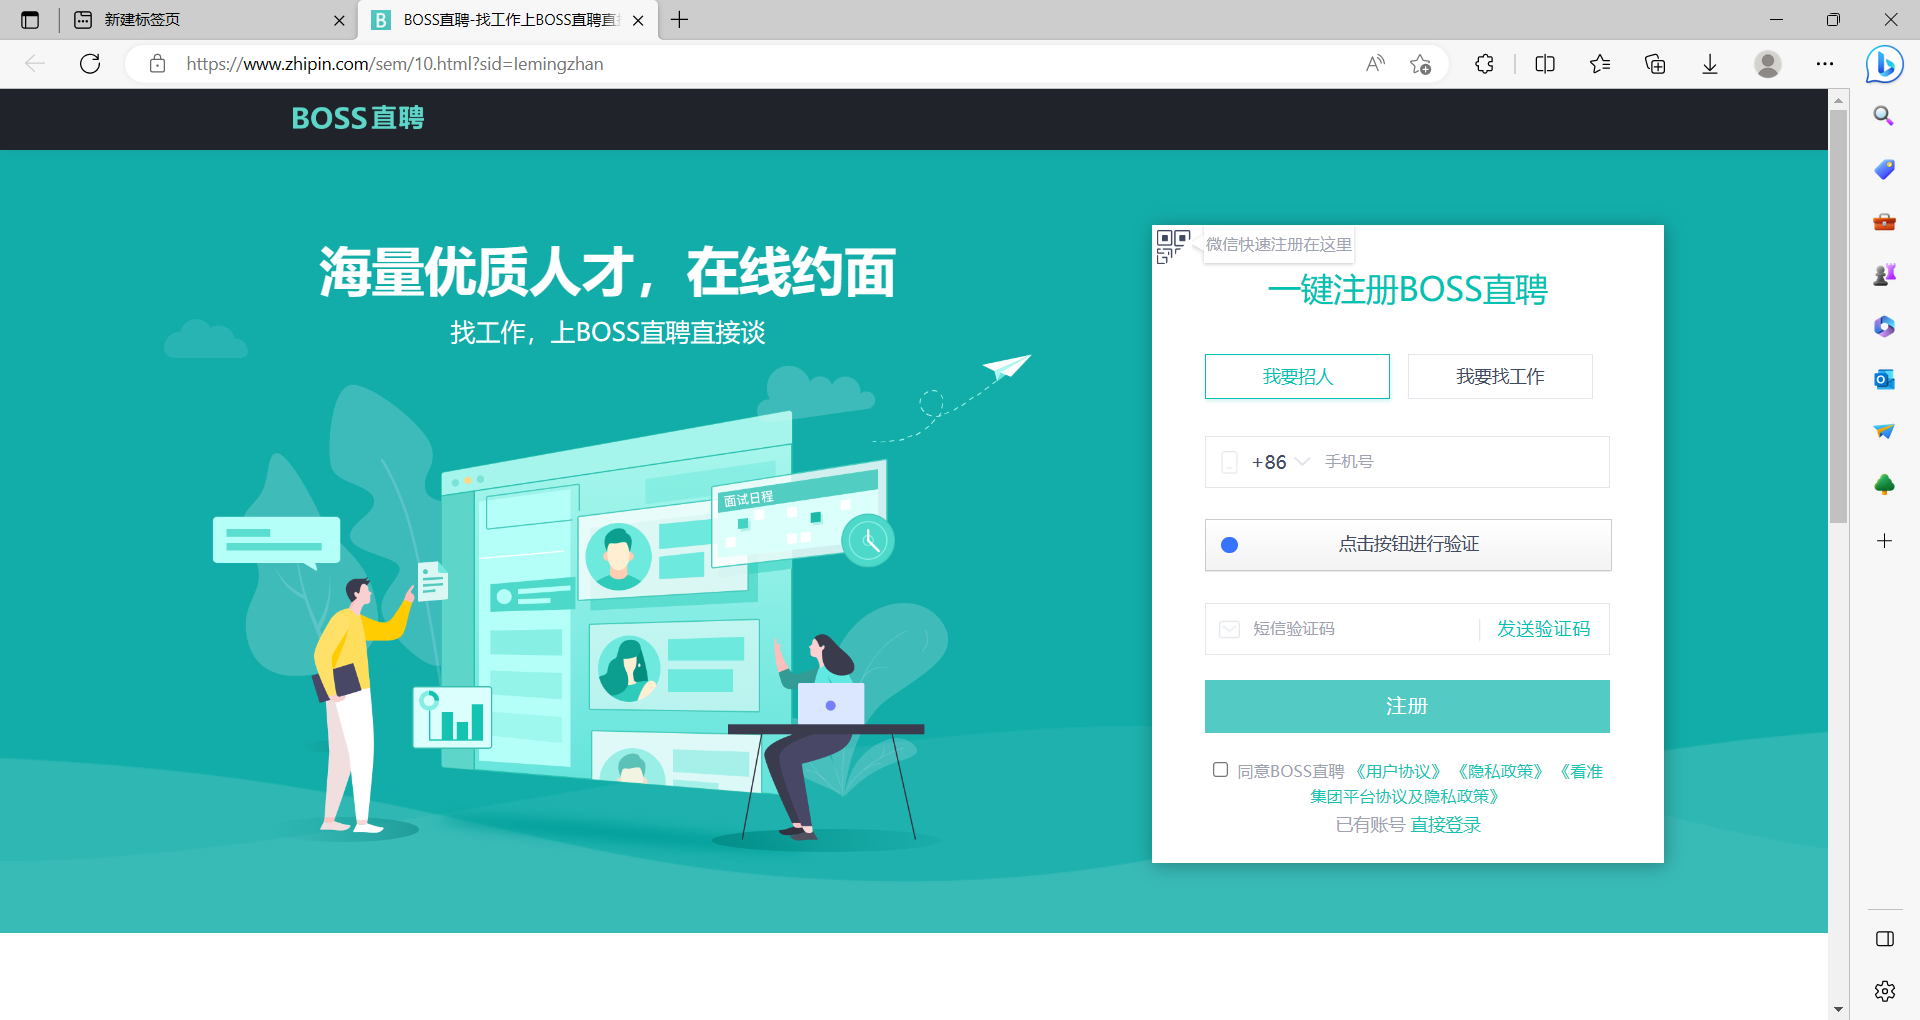 新建标签页
BOSS直聘-找工作上BOSS直聘直
https://www.zhipin.com/sem/10.html?sid=lemingzhan
BOSS直聘
海量优质人才，在线约面
找工作，上BOSS直聘直接谈
面试日程
微信快速注册在这里
一键注册BOSS直聘
我要招人
我要找工作
+86 手机号
点击按钮进行验证
短信验证码 发送验证码
注册
同意BOSS直聘 《用户协议》 《隐私政策》 《看准
集团平台协议及隐私政策》
已有账号 直接登录